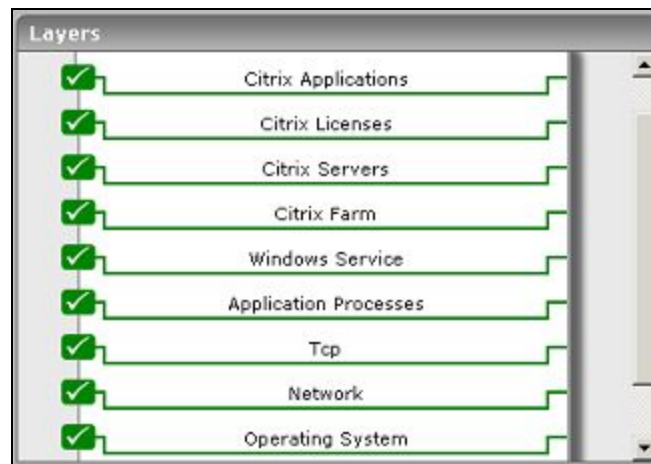 Layers
Citrix Applications
Citrix Licenses
Citrix Servers
Citrix Farm
Windows Service
Application Processes
Tcp
Network
Operating System